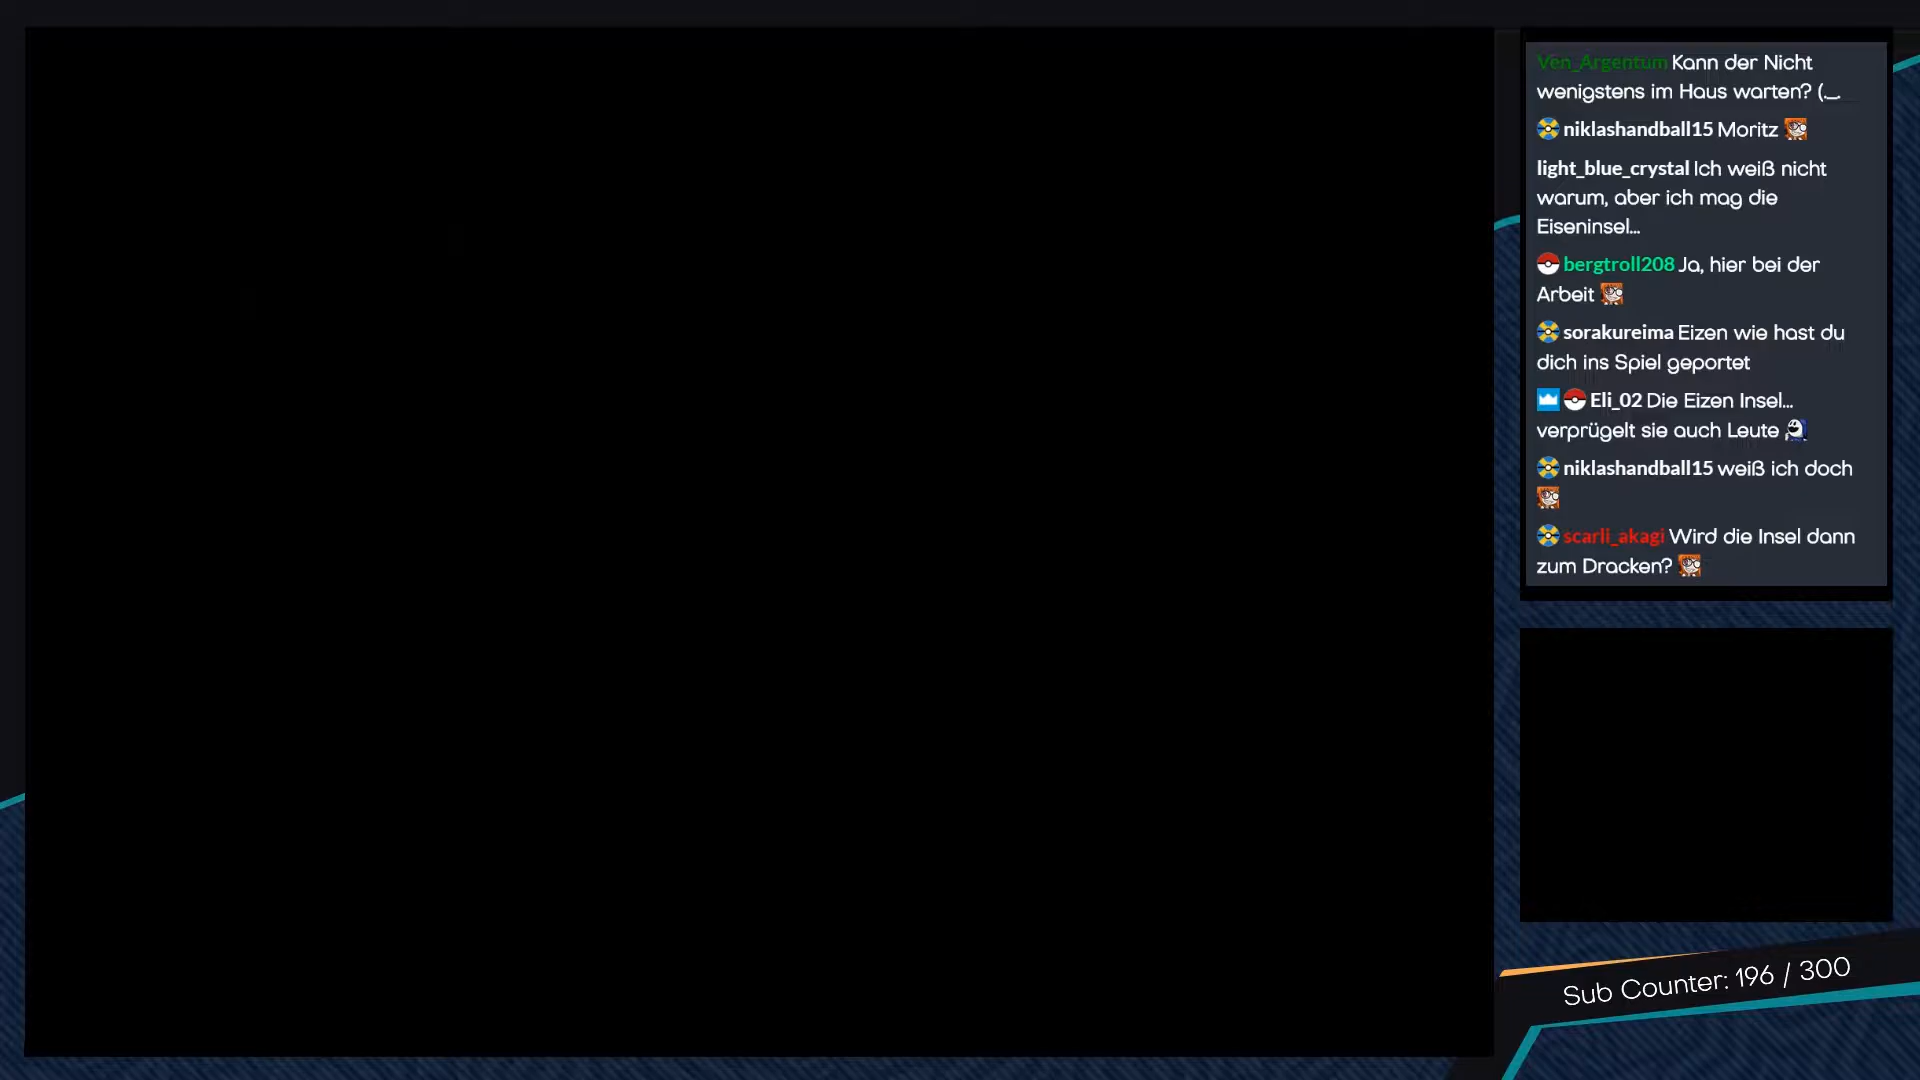 Ven_Argentum Kann der Nicht
wenigstens im Haus warten? (._.
niklashandball15 Moritz
light_blue_crystal Ich weiß nicht
warum, aber ich mag die
Eiseninsel...
bergtroll208 Ja, hier bei der
Arbeit
sorakureima Eizen wie hast du
dich ins Spiel geportet
Eli_02 Die Eizen Insel...
verprügelt sie auch Leute
niklashandball15 weiß ich doch
scarli_akagi Wird die Insel dann
zum Dracken?
Sub Counter: 196 / 300